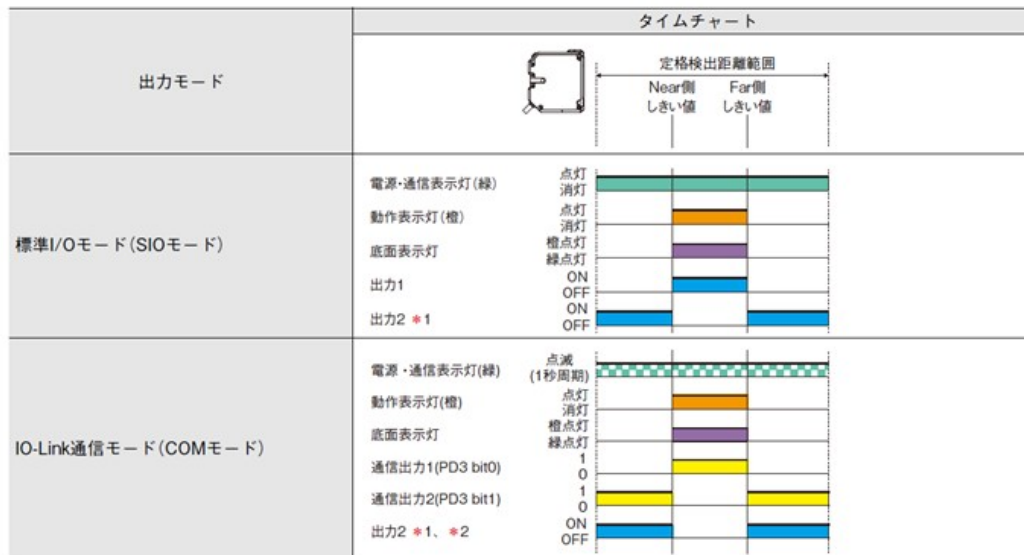 タイムチャート
出力モード
定格検出距離範囲
Near側
しきい値
Far側
しきい値
標準I/Oモード(SIOモード)
電源・通信表示灯(緑)
点灯
消灯
動作表示灯(橙)
点灯
消灯
底面表示灯
橙点灯
緑点灯
出力1
ON
OFF
出力2 *1
ON
OFF
IO-Link通信モード(COMモード)
電源・通信表示灯(緑)
点滅
(1秒周期)
動作表示灯(橙)
点灯
消灯
底面表示灯
橙点灯
緑点灯
通信出力1(PD3 bit0)
1
0
通信出力2(PD3 bit1)
1
0
出力2 *1、*2
ON
OFF